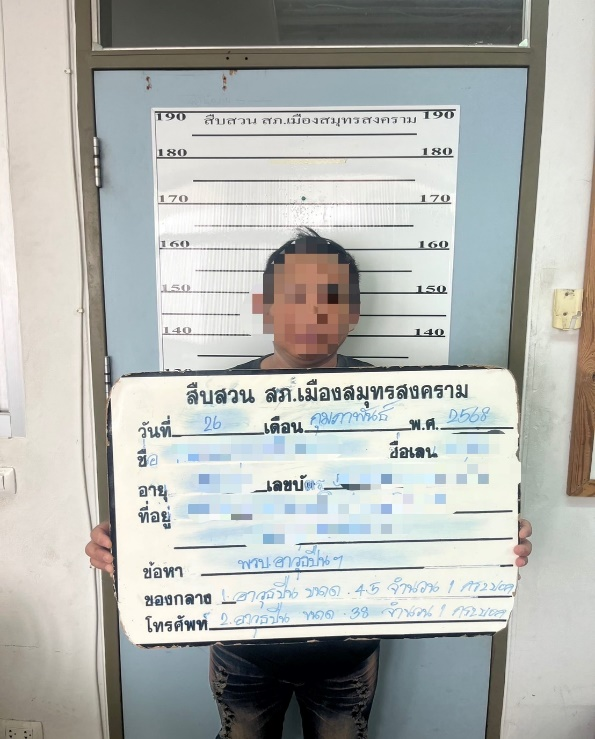 190 สืบสวน สภ.เมืองสมุทรสงคราม 190
180 180
170 170
160 160
150 150
140 140
สืบสวน สภ.เมืองสมุทรสงคราม
วันที่ 26 เดือน กุมภาพันธ์ พ.ศ. 2568
ชื่อ ชื่อเล่น
อายุ เลขบัตร
ที่อยู่
ข้อหา พรบ อาวุธปืนฯ
ของกลาง 1. อาวุธปืน ขนาด .45 จำนวน 1 กระบอก
โทรศัพท์ 2. อาวุธปืน ขนาด .38 จำนวน 1 กระบอก